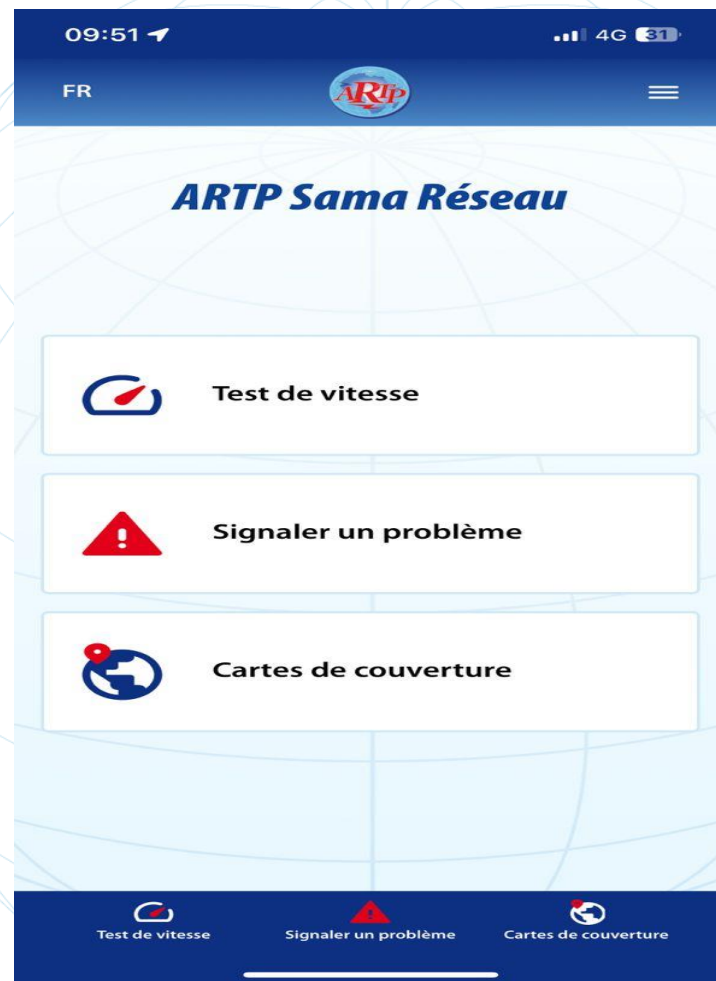 09:51
4G 31
FR
ARTP
ARTP Sama Réseau
Test de vitesse
Signaler un problème
Cartes de couverture
Test de vitesse
Signaler un problème
Cartes de couverture